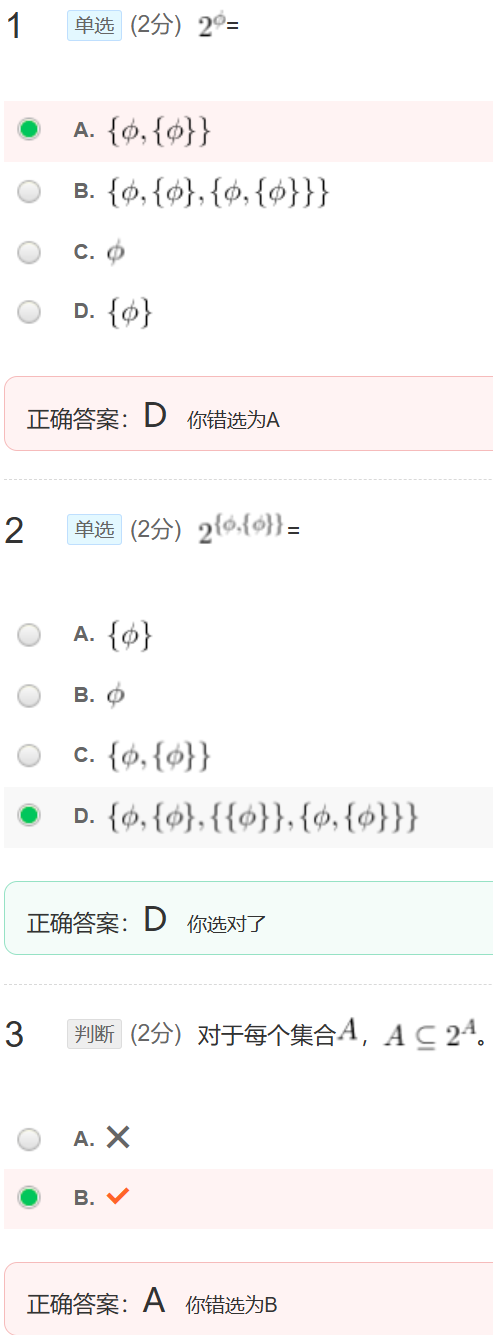 1 单选 (2分) 2^ϕ=
A. {ϕ,{ϕ}}
B. {ϕ,{ϕ},{ϕ,{ϕ}}}
C. ϕ
D. {ϕ}
正确答案：D 你错选为A
2 单选 (2分) 2^{ϕ,{ϕ}}=
A. {ϕ}
B. ϕ
C. {ϕ,{ϕ}}
D. {ϕ,{ϕ},{{ϕ}},{ϕ,{ϕ}}}
正确答案：D 你选对了
3 判断 (2分) 对于每个集合A，A ⊆ 2^A。
A. ✕
B. ✓
正确答案：A 你错选为B